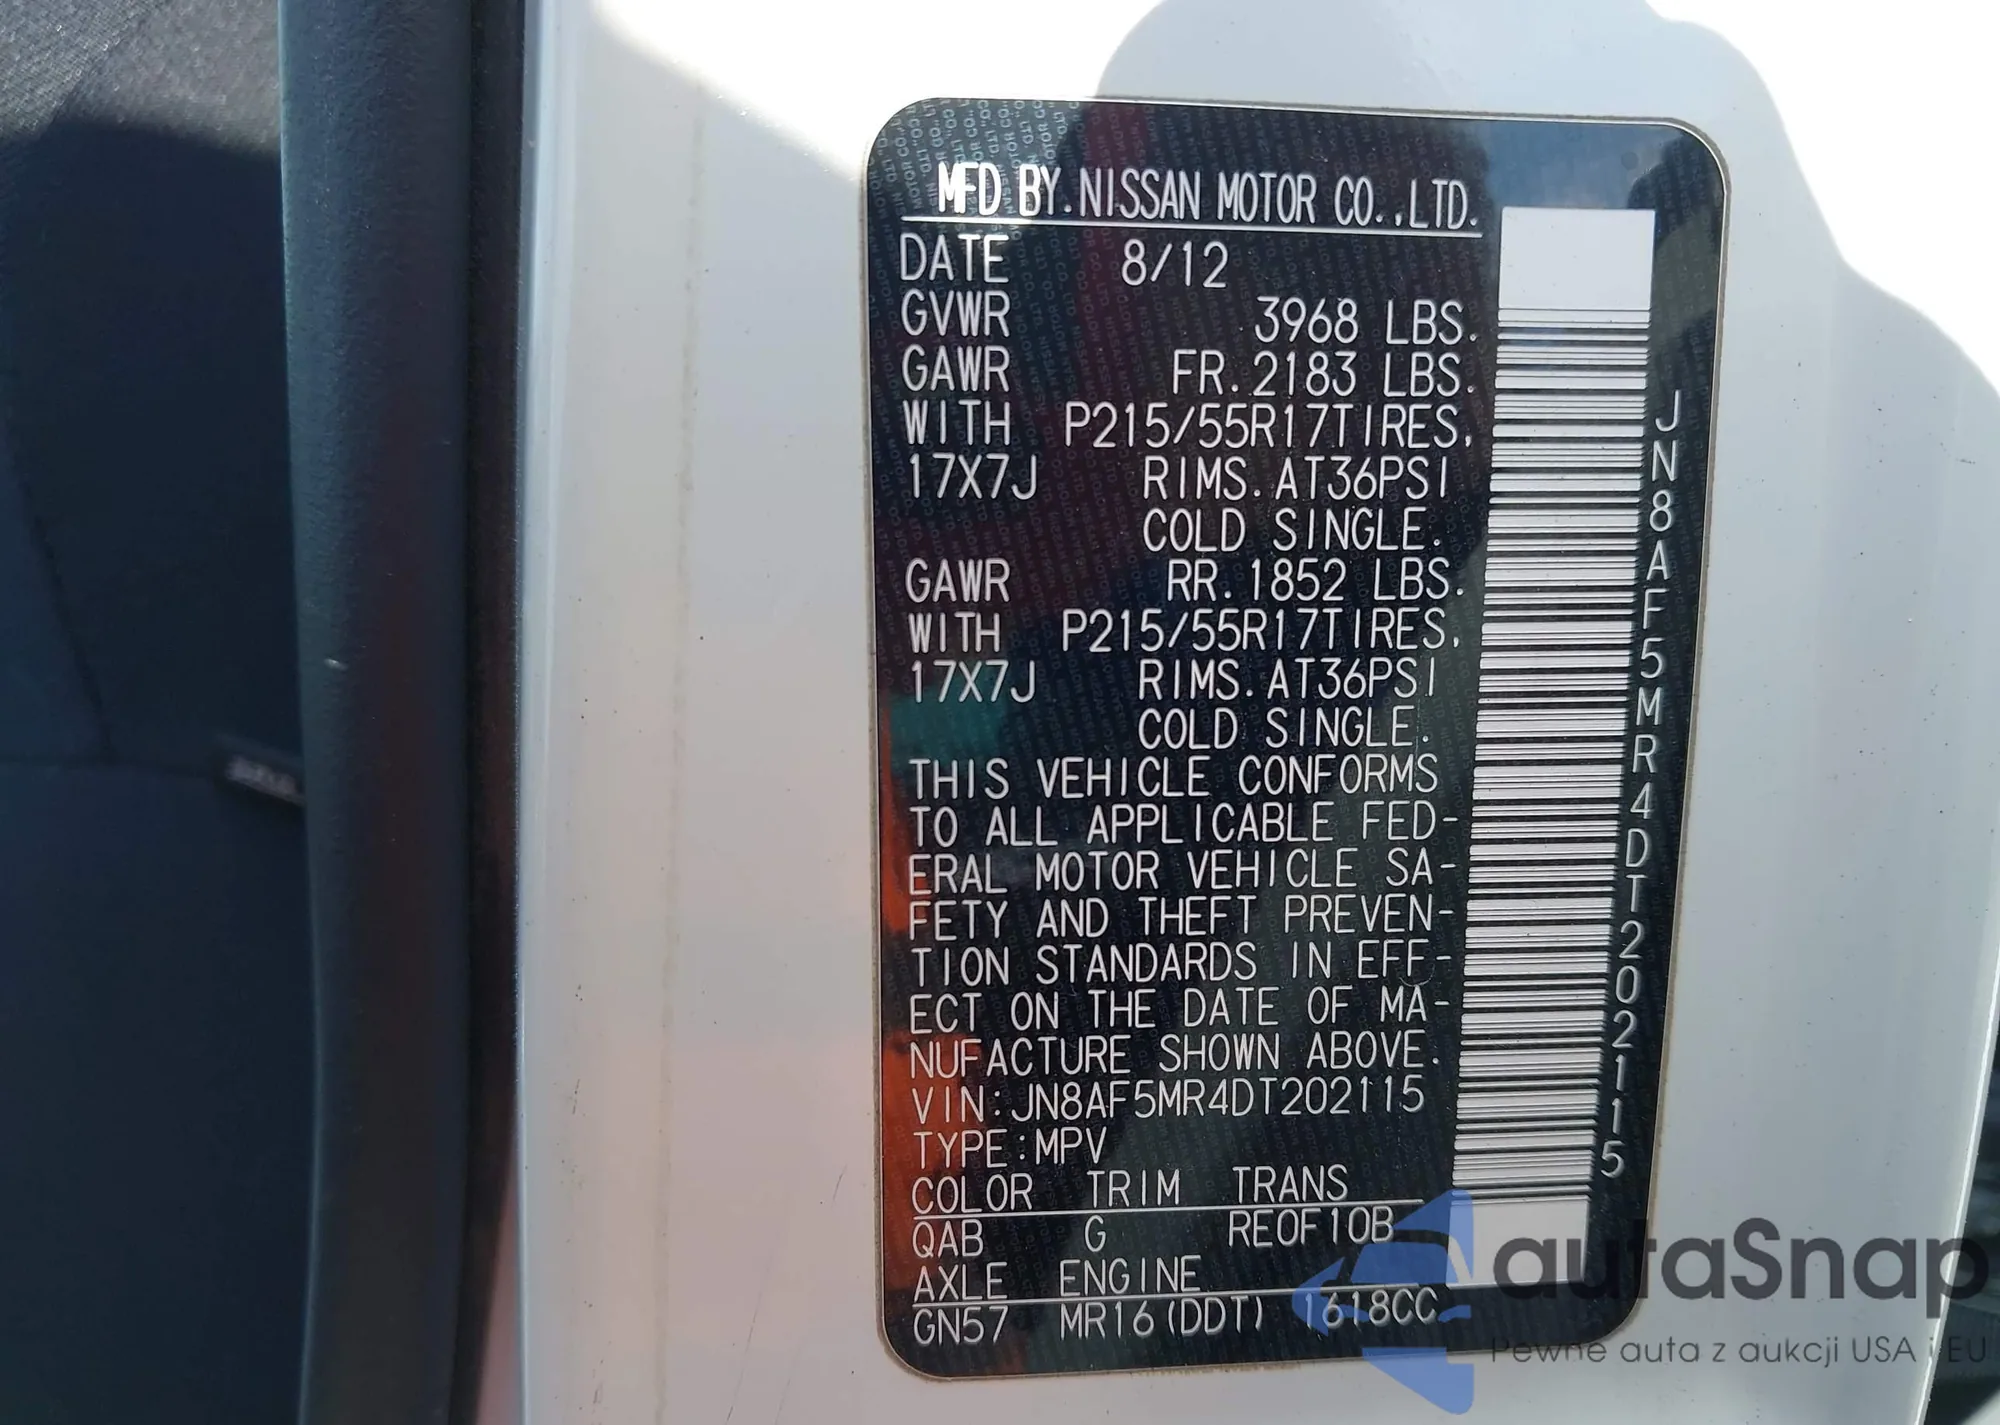 MFD BY.NISSAN MOTOR CO.,LTD.
DATE 8/12
GVWR 3968 LBS.
GAWR FR.2183 LBS.
WITH P215/55R17TIRES,
17X7J RIMS.AT36PSI
COLD SINGLE.
GAWR RR.1852 LBS.
WITH P215/55R17TIRES,
17X7J RIMS.AT36PSI
COLD SINGLE.
THIS VEHICLE CONFORMS
TO ALL APPLICABLE FED-
ERAL MOTOR VEHICLE SA-
FETY AND THEFT PREVEN-
TION STANDARDS IN EFF-
ECT ON THE DATE OF MA-
NUFACTURE SHOWN ABOVE.
VIN:JN8AF5MR4DT202115
TYPE:MPV
COLOR TRIM TRANS
QAB G RE0F10B
AXLE ENGINE
GN57 MR16(DDT) 1618CC
JN8AF5MR4DT202115
autaSnap
Pewne auta z aukcji USA i EU